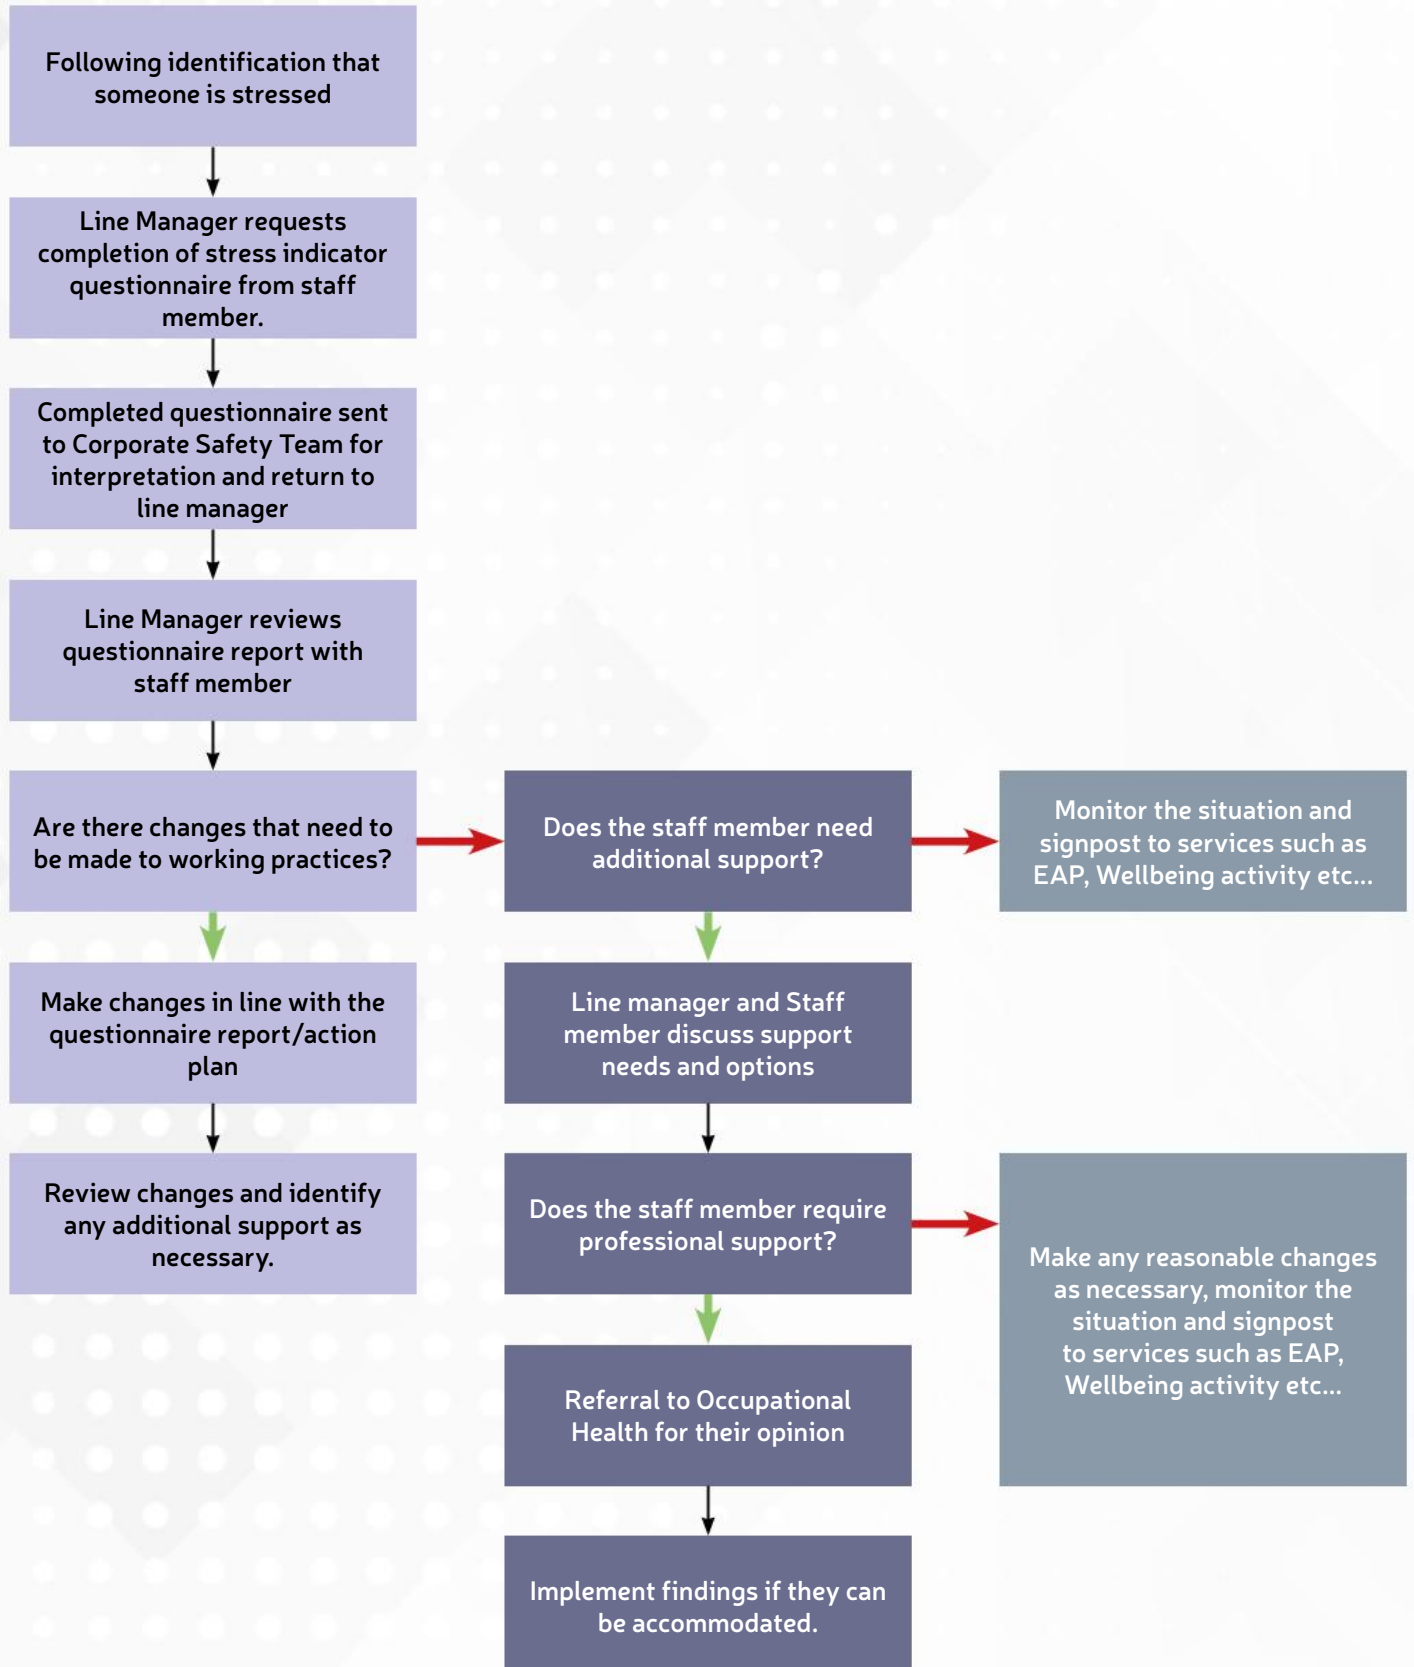 Following identification that
someone is stressed
Line Manager requests
completion of stress indicator
questionnaire from staff
member.
Completed questionnaire sent
to Corporate Safety Team for
interpretation and return to
line manager
Line Manager reviews
questionnaire report with
staff member
Are there changes that need to
be made to working practices?
Make changes in line with the
questionnaire report/action
plan
Review changes and identify
any additional support as
necessary.
Does the staff member need
additional support?
Line manager and Staff
member discuss support
needs and options
Does the staff member require
professional support?
Referral to Occupational
Health for their opinion
Implement findings if they can
be accommodated.
Monitor the situation and
signpost to services such as
EAP, Wellbeing activity etc...
Make any reasonable changes
as necessary, monitor the
situation and signpost
to services such as EAP,
Wellbeing activity etc...